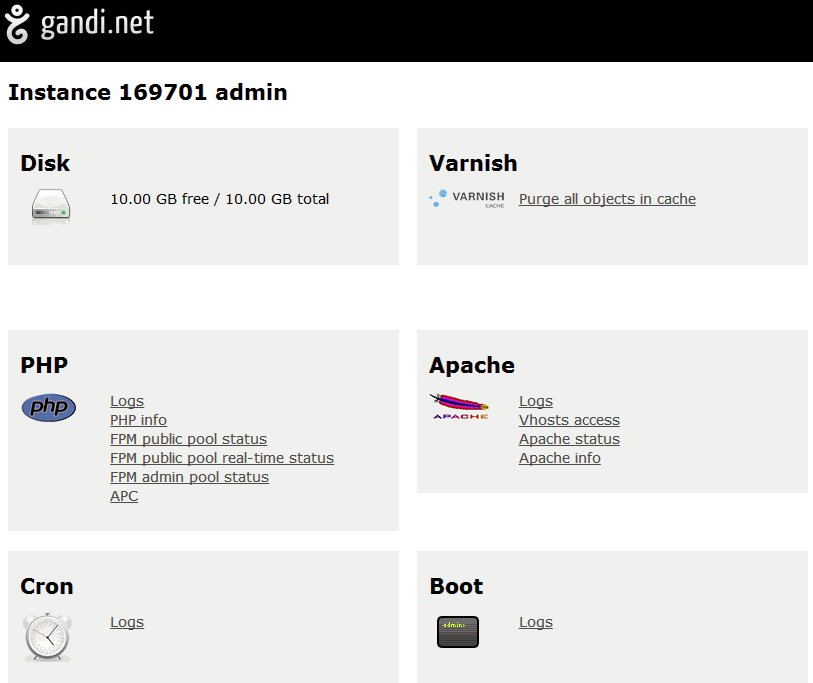 gandi.net
Instance 169701 admin
Disk
10.00 GB free / 10.00 GB total
Varnish
VARNISH
CACHE
Purge all objects in cache
PHP
php
Logs
PHP info
FPM public pool status
FPM public pool real-time status
FPM admin pool status
APC
Apache
APACHE
Logs
Vhosts access
Apache status
Apache info
Cron
Logs
Boot
admin>
Logs